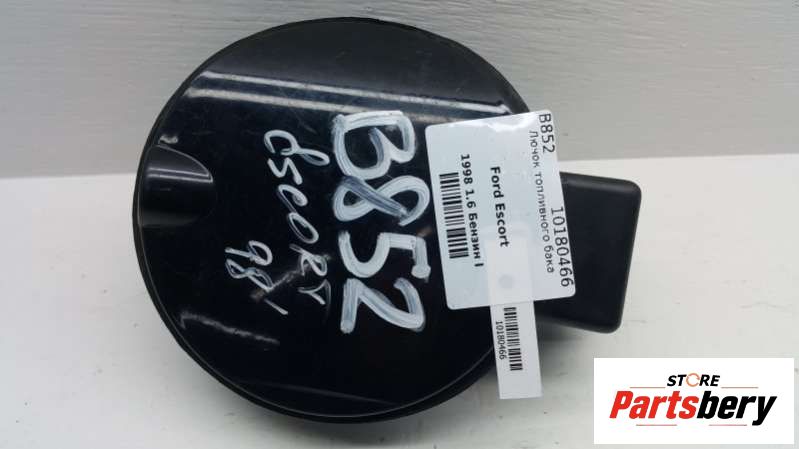 B852
escort
98'
B852
10180466
Лючок топливного бака
Ford Escort
1998 1.6 Бензин I
10180466
STORE
Partsbery